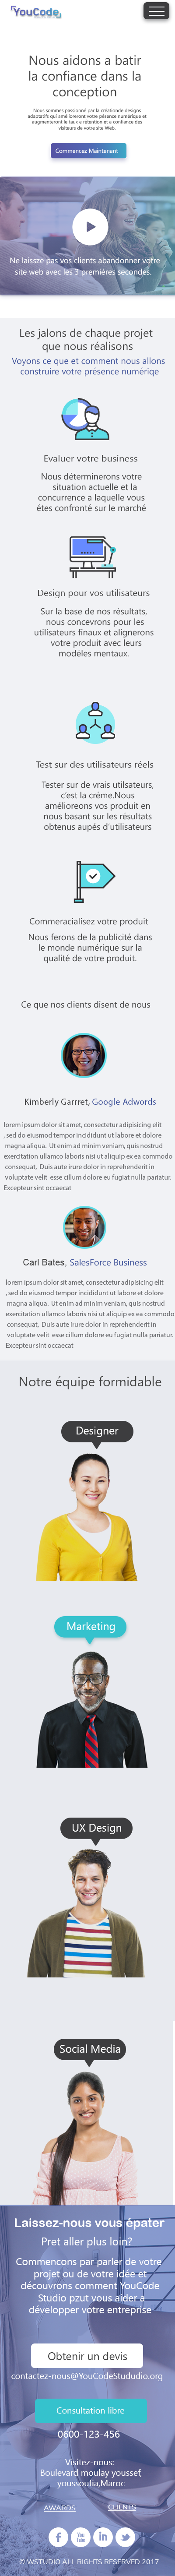 YouCode
Nous aidons a batir
la confiance dans la
conception
Nous sommes passionné par la créationde designs
adaptatifs qui amélioreront votre présence numérique et
augmenteront le taux e rétention et a confiance des
visiteurs de votre site Web.
Commencez Maintenant
Ne laissze pas vos clients abandonner votre
site web avec les 3 premières secondes.
Les jalons de chaque projet
que nous réalisons
Voyons ce que et comment nous allons
construire votre présence numériqe
Evaluer votre business
Nous déterminerons votre
situation actuelle et la
concurrence a laquelle vous
étes confronté sur le marché
Design pour vos utilisateurs
Sur la base de nos résultats,
nous concevrons pour les
utilisateurs finaux et alignerons
votre produit avec leurs
modéles mentaux.
Test sur des utilisateurs réels
Tester sur de vrais utilsateurs,
c'est la créme.Nous
amélioreons vos produit en
nous basant sur les résultats
obtenus aupés d'utilisateurs
Commeracialisez votre produit
Nous ferons de la publicité dans
le monde numérique sur la
qualité de votre produit.
Ce que nos clients disent de nous
Kimberly Garrret, Google Adwords
lorem ipsum dolor sit amet, consectetur adipisicing elit
, sed do eiusmod tempor incididunt ut labore et dolore
magna aliqua. Ut enim ad minim veniam, quis nostrud
exercitation ullamco laboris nisi ut aliquip ex ea commodo
consequat, Duis aute irure dolor in reprehenderit in
voluptate velit esse cillum dolore eu fugiat nulla pariatur.
Excepteur sint occaecat
Carl Bates, SalesForce Business
lorem ipsum dolor sit amet, consectetur adipisicing elit
, sed do eiusmod tempor incididunt ut labore et dolore
magna aliqua. Ut enim ad minim veniam, quis nostrud
exercitation ullamco laboris nisi ut aliquip ex ea commodo
consequat, Duis aute irure dolor in reprehenderit in
voluptate velit esse cillum dolore eu fugiat nulla pariatur.
Excepteur sint occaecat
Notre équipe formidable
Designer
Marketing
UX Design
Social Media
Laissez-nous vous épater
Pret aller plus loin?
Commencons par parler de votre
projet ou de votre idée et
découvrons comment YouCode
Studio pzut vous aider a
développer votre entreprise
Obtenir un devis
contactez-nous@YouCodeStududio.org
Consultation libre
0600-123-456
Visitez-nous:
Boulevard moulay youssef,
youssoufia,Maroc
AWARDS CLIENTS
You
Tube
in
© WSTUDIO ALL RIGHTS RESERVED 2017